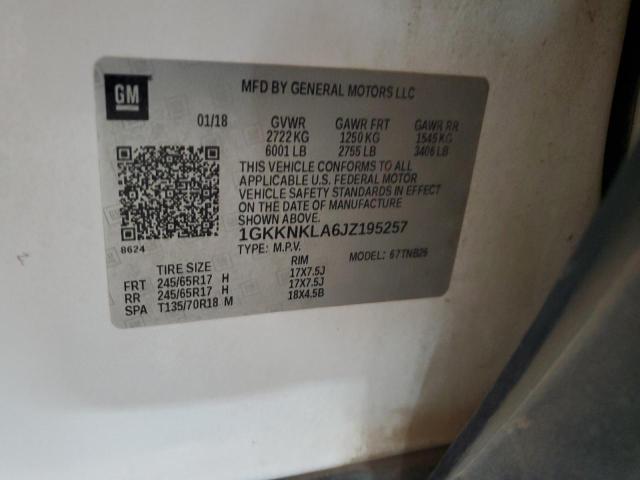 GM
MFD BY GENERAL MOTORS LLC
01/18 GVWR GAWR FRT GAWR RR
2722 KG 1250 KG 1545 KG
6001 LB 2755 LB 3406 LB
THIS VEHICLE CONFORMS TO ALL
APPLICABLE U.S. FEDERAL MOTOR
VEHICLE SAFETY STANDARDS IN EFFECT
ON THE DATE OF MANUFACTURE
SHOWN ABOVE.
1GKKNKLA6JZ195257
8624
TYPE: M.P.V. MODEL: 67TNB26
TIRE SIZE RIM
FRT 245/65R17 H 17X7.5J
RR 245/65R17 H 17X7.5J
SPA T135/70R18 M 18X4.5B